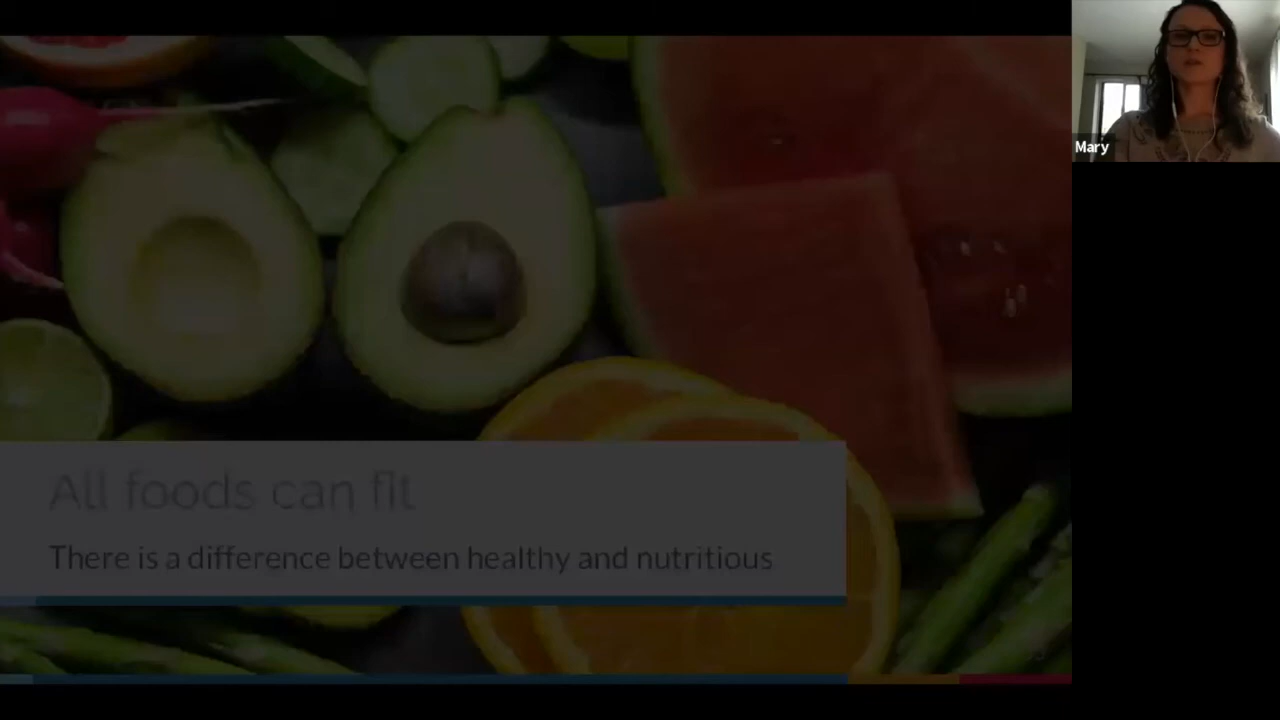 All foods can fit
There is a difference between healthy and nutritious
Mary